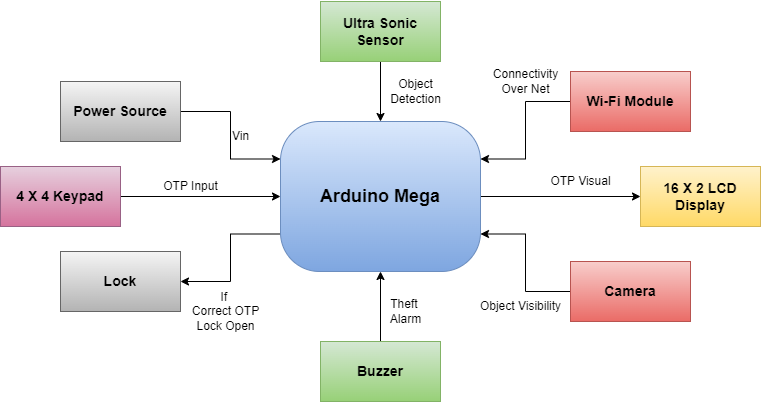 Ultra Sonic
Sensor
Object
Detection
Connectivity
Over Net
Power Source
Wi-Fi Module
Vin
4 X 4 Keypad
OTP Input
Arduino Mega
OTP Visual
16 X 2 LCD
Display
Lock
If
Correct OTP
Lock Open
Theft
Alarm
Object Visibility
Camera
Buzzer